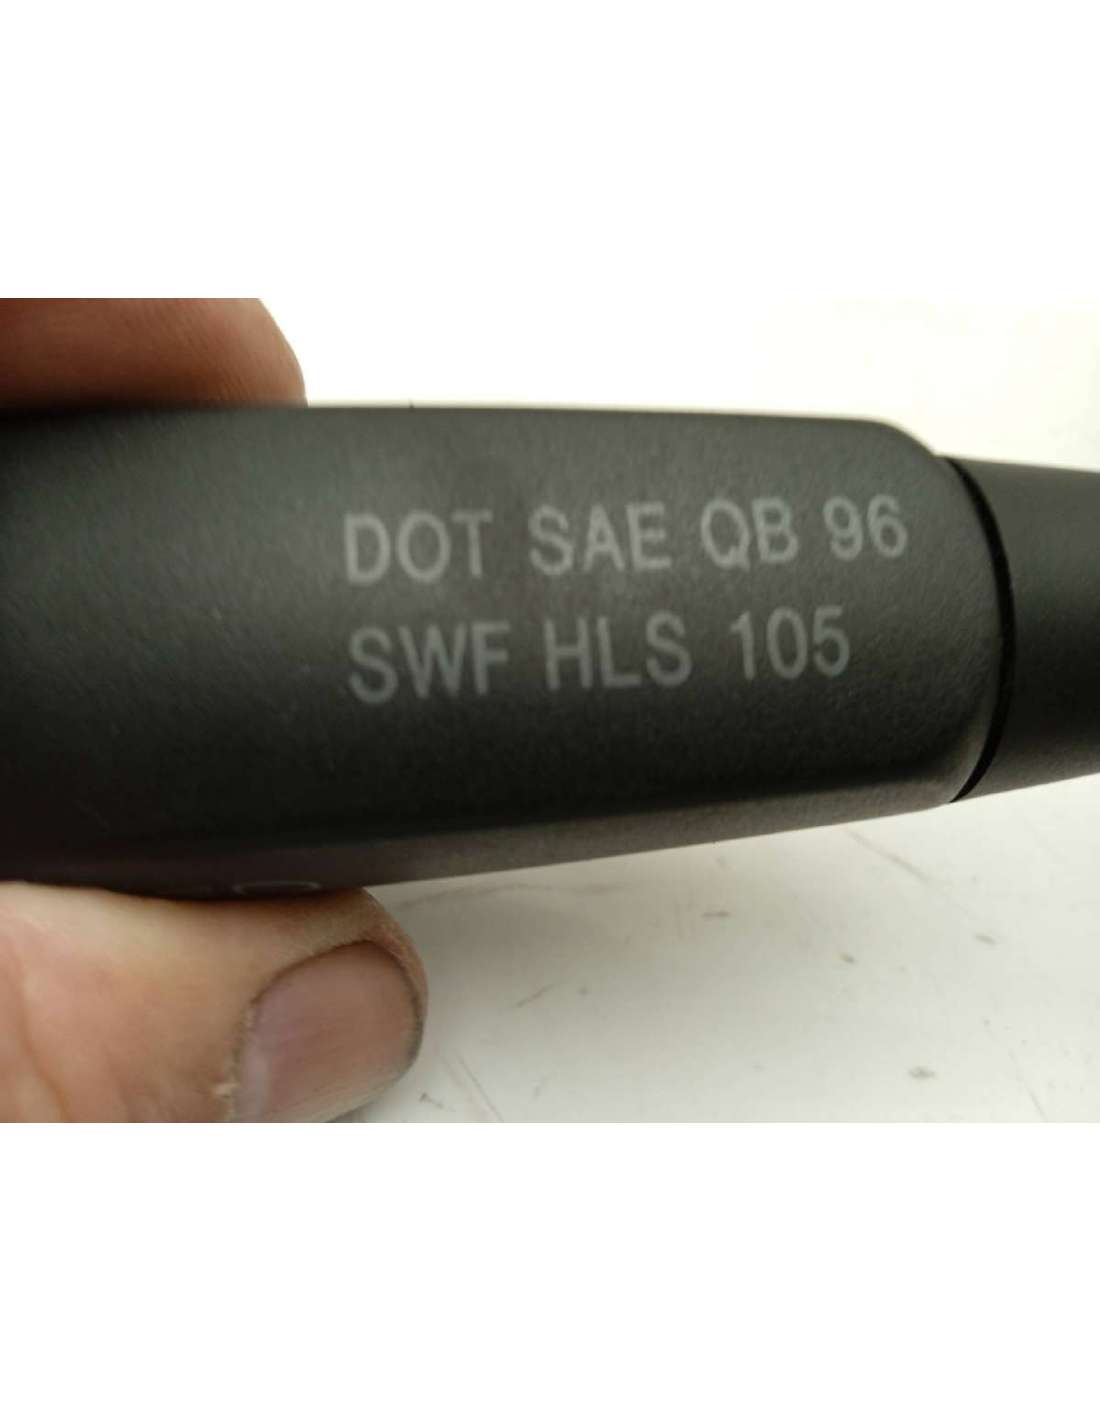 DOT SAE QB 96
SWF HLS 105